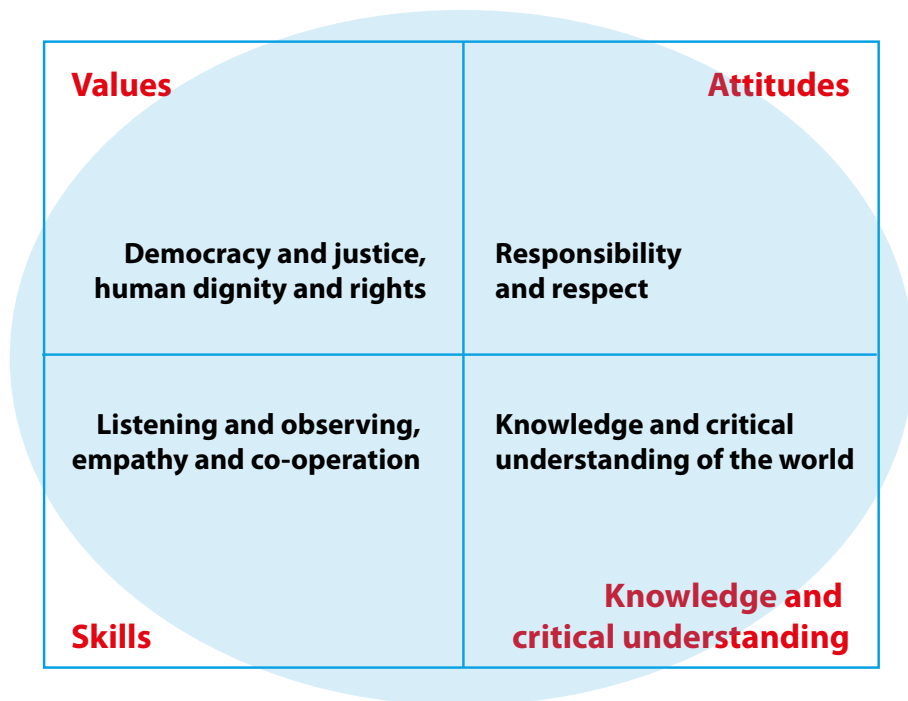 Values
Democracy and justice,
human dignity and rights
Attitudes
Responsibility
and respect
Listening and observing,
empathy and co-operation
Skills
Knowledge and critical
understanding of the world
Knowledge and
critical understanding